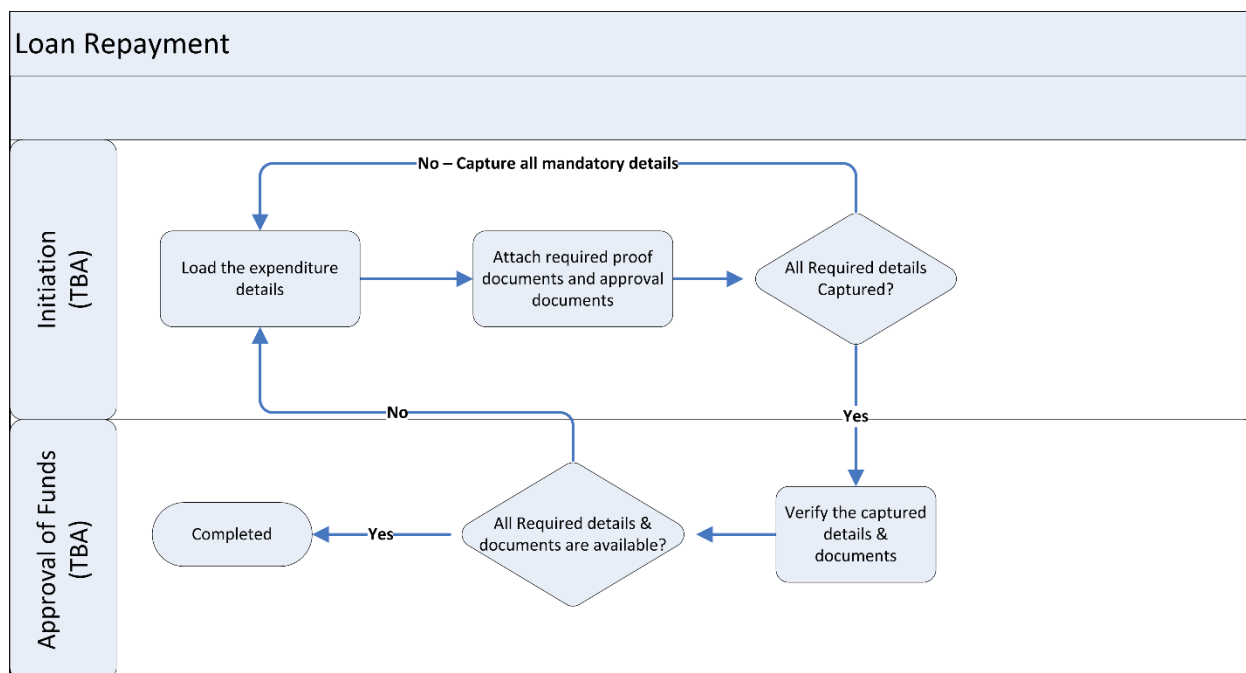 Loan Repayment
Initiation
(TBA)
No – Capture all mandatory details
Load the expenditure
details
Attach required proof
documents and approval
documents
All Required details
Captured?
No
Yes
Approval of Funds
(TBA)
Completed
Yes
All Required details &
documents are available?
Verify the captured
details &
documents